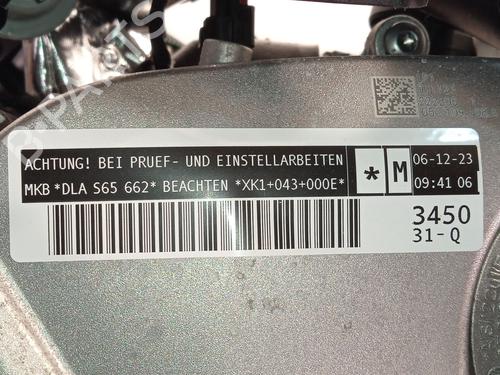 ACHTUNG! BEI PRUEF- UND EINSTELLARBEITEN
MKB *DLA S65 662* BEACHTEN *XK1+043+000E*
* M
06-12-23
09:41 06
3450
31-Q